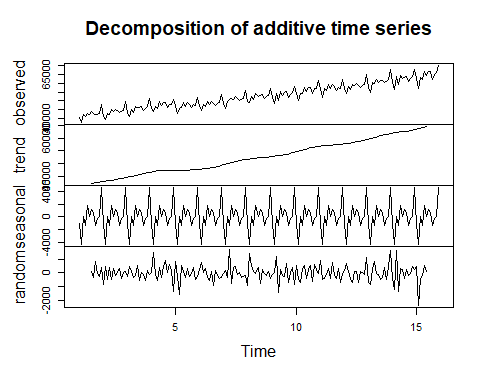 Decomposition of additive time series
observed
65000
trend
60000
seasonal
4000
0
-4000
random
0
-2000
5 10 15
Time